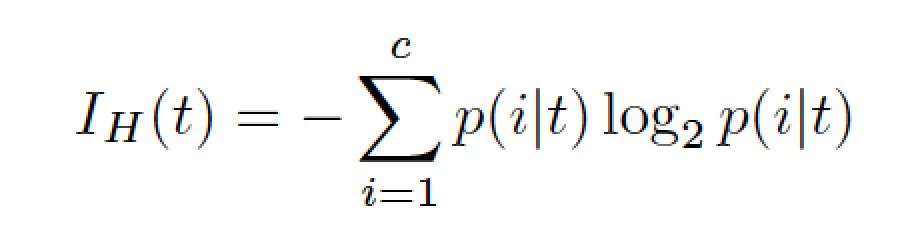 I_H(t) = -\sum_{i=1}^{c} p(i|t) \log_2 p(i|t)